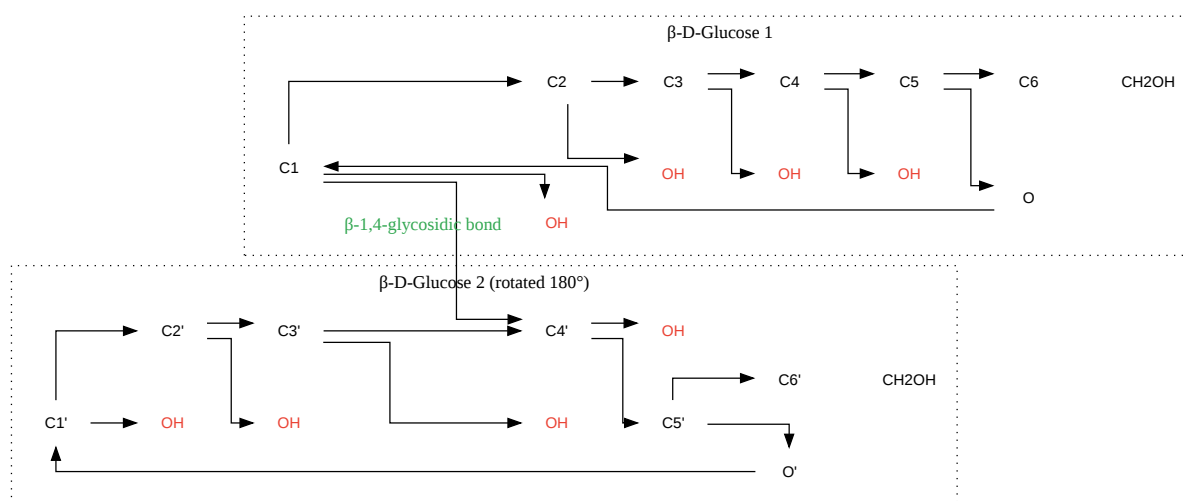 β-D-Glucose 1
C2 C3 C4 C5 C6 CH2OH
C1 OH OH OH O
β-1,4-glycosidic bond OH
β-D-Glucose 2 (rotated 180°)
C2' C3' C4' OH
C6' CH2OH
C1' OH OH OH C5'
O'